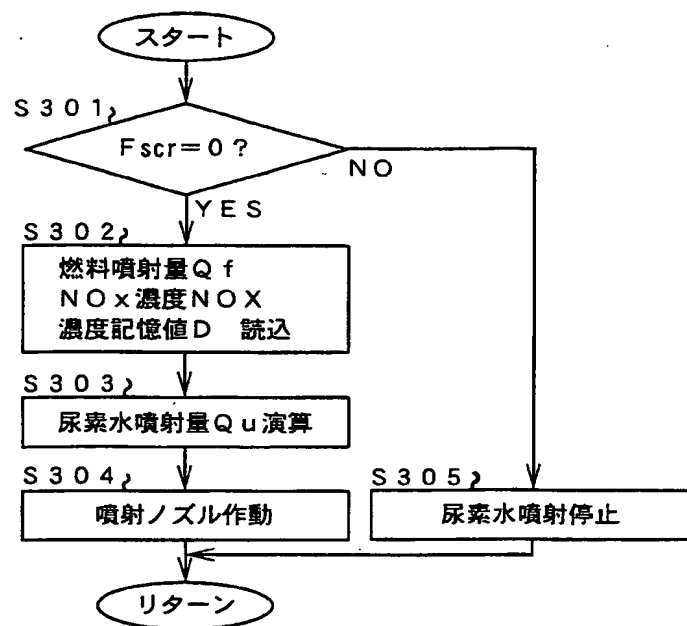 スタート
S301
Fscr=0?
NO
YES
S302
燃料噴射量Qf
NOx濃度NOX
濃度記憶値D 読込
S303
尿素水噴射量Qu演算
S304
噴射ノズル作動
S305
尿素水噴射停止
リターン